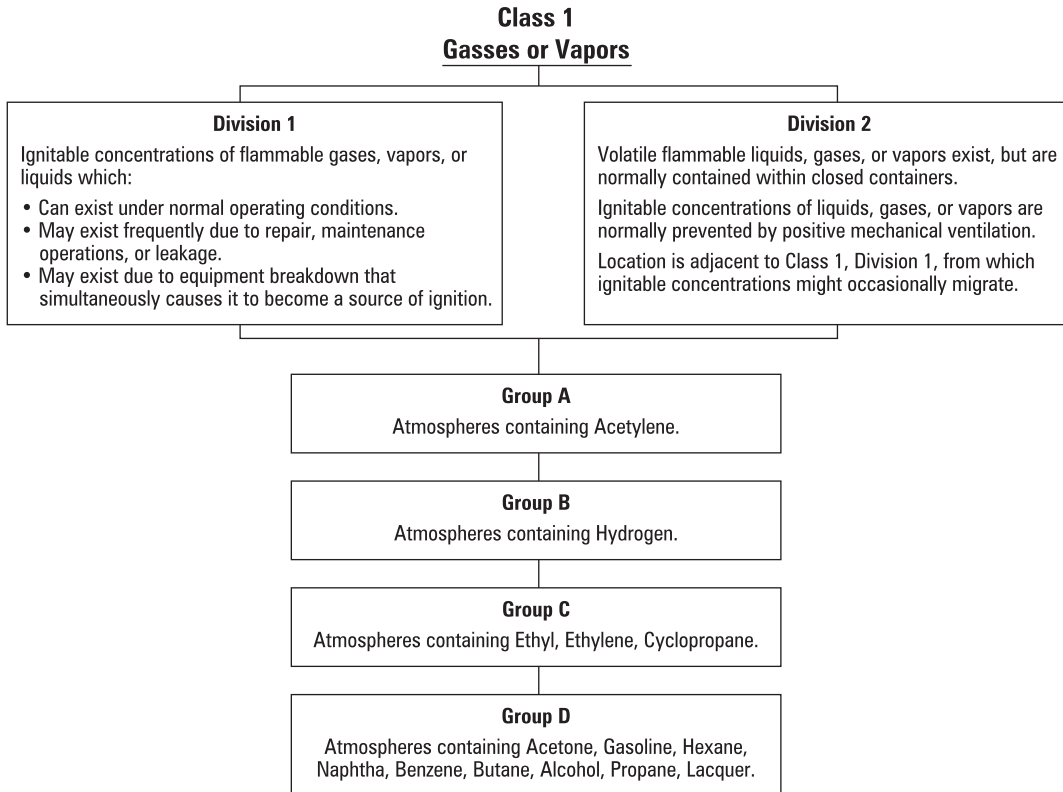 Class 1
Gasses or Vapors
Division 1
Ignitable concentrations of flammable gases, vapors, or
liquids which:
• Can exist under normal operating conditions.
• May exist frequently due to repair, maintenance
operations, or leakage.
• May exist due to equipment breakdown that
simultaneously causes it to become a source of ignition.
Division 2
Volatile flammable liquids, gases, or vapors exist, but are
normally contained within closed containers.
Ignitable concentrations of liquids, gases, or vapors are
normally prevented by positive mechanical ventilation.
Location is adjacent to Class 1, Division 1, from which
ignitable concentrations might occasionally migrate.
Group A
Atmospheres containing Acetylene.
Group B
Atmospheres containing Hydrogen.
Group C
Atmospheres containing Ethyl, Ethylene, Cyclopropane.
Group D
Atmospheres containing Acetone, Gasoline, Hexane,
Naphtha, Benzene, Butane, Alcohol, Propane, Lacquer.